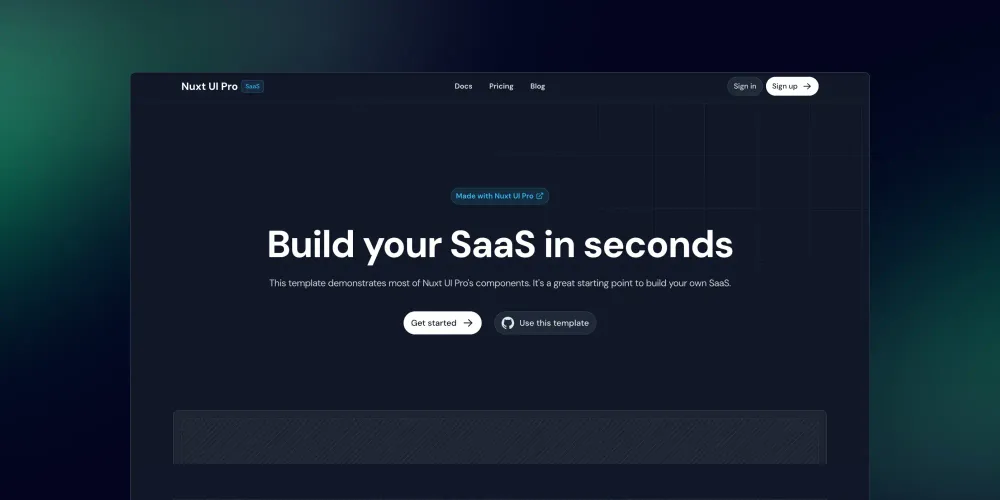 Nuxt UI Pro SaaS
Docs Pricing Blog
Sign in Sign up
Made with Nuxt UI Pro
Build your SaaS in seconds
This template demonstrates most of Nuxt UI Pro's components. It's a great starting point to build your own SaaS.
Get started Use this template